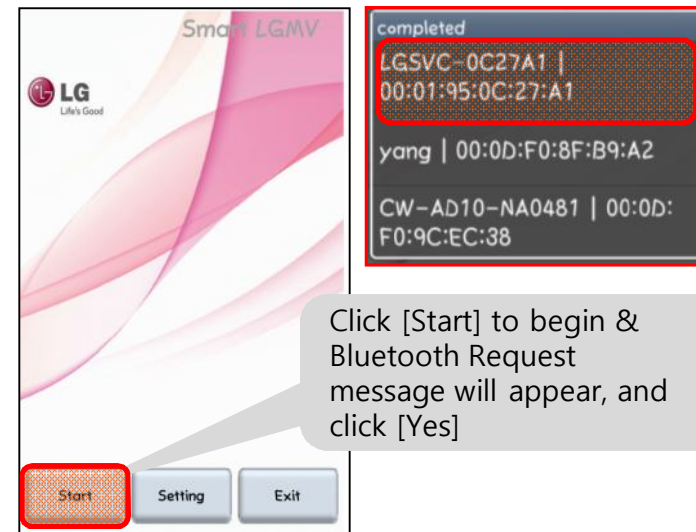 Smart LGMV
LG
Life's Good
completed
LGSVC-0C27A1 |
00:01:95:0C:27:A1
yang | 00:0D:F0:8F:B9:A2
CW-AD10-NA0481 | 00:0D:
F0:9C:EC:38
Click [Start] to begin &
Bluetooth Request
message will appear, and
click [Yes]
Start
Setting
Exit